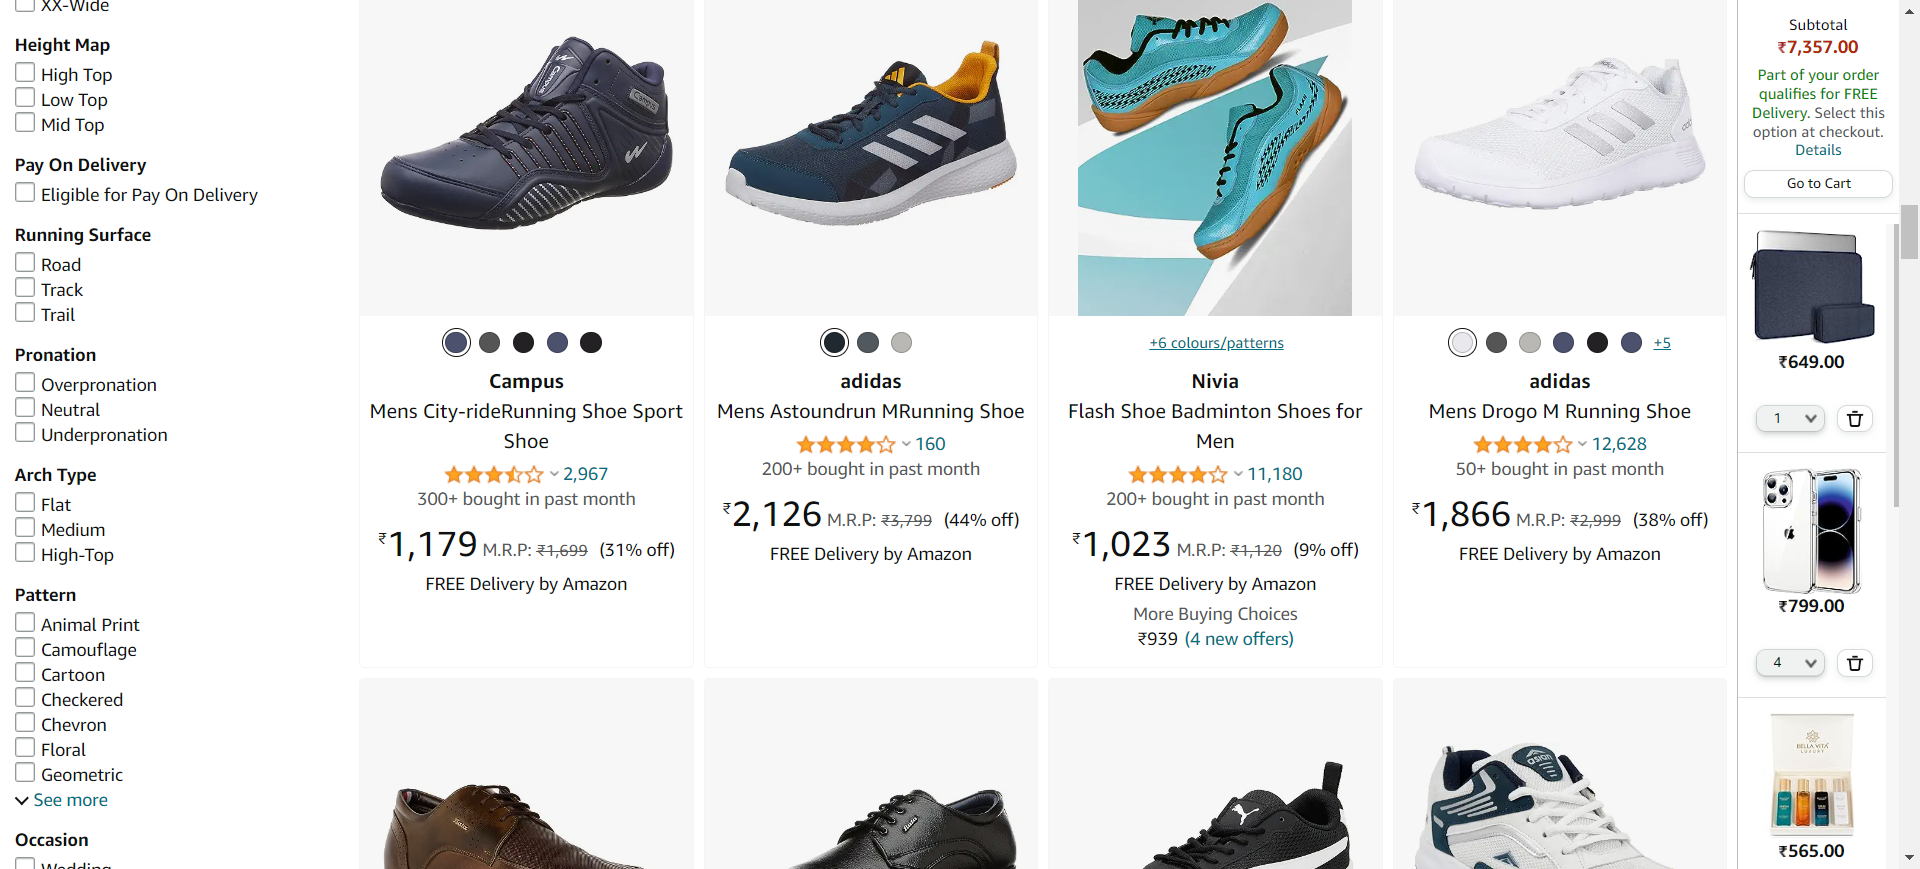 XX-Wide
Height Map
High Top
Low Top
Mid Top
Pay On Delivery
Eligible for Pay On Delivery
Running Surface
Road
Track
Trail
Pronation
Overpronation
Neutral
Underpronation
Arch Type
Flat
Medium
High-Top
Pattern
Animal Print
Camouflage
Cartoon
Checkered
Chevron
Floral
Geometric
See more
Occasion
Wedding
Campus
Campus
Mens City-rideRunning Shoe Sport
Shoe
2,967
300+ bought in past month
₹1,179 M.R.P: ₹1,699 (31% off)
FREE Delivery by Amazon
adidas
Mens Astoundrun MRunning Shoe
160
200+ bought in past month
₹2,126 M.R.P: ₹3,799 (44% off)
FREE Delivery by Amazon
FLASH
+6 colours/patterns
Nivia
Flash Shoe Badminton Shoes for
Men
11,180
200+ bought in past month
₹1,023 M.R.P: ₹1,120 (9% off)
FREE Delivery by Amazon
More Buying Choices
₹939 (4 new offers)
+5
adidas
Mens Drogo M Running Shoe
12,628
50+ bought in past month
₹1,866 M.R.P: ₹2,999 (38% off)
FREE Delivery by Amazon
Bata
asian
Subtotal
₹7,357.00
Part of your order
qualifies for FREE
Delivery. Select this
option at checkout.
Details
Go to Cart
₹649.00
1
₹799.00
4
BELLA VITA
LUXURY
₹565.00